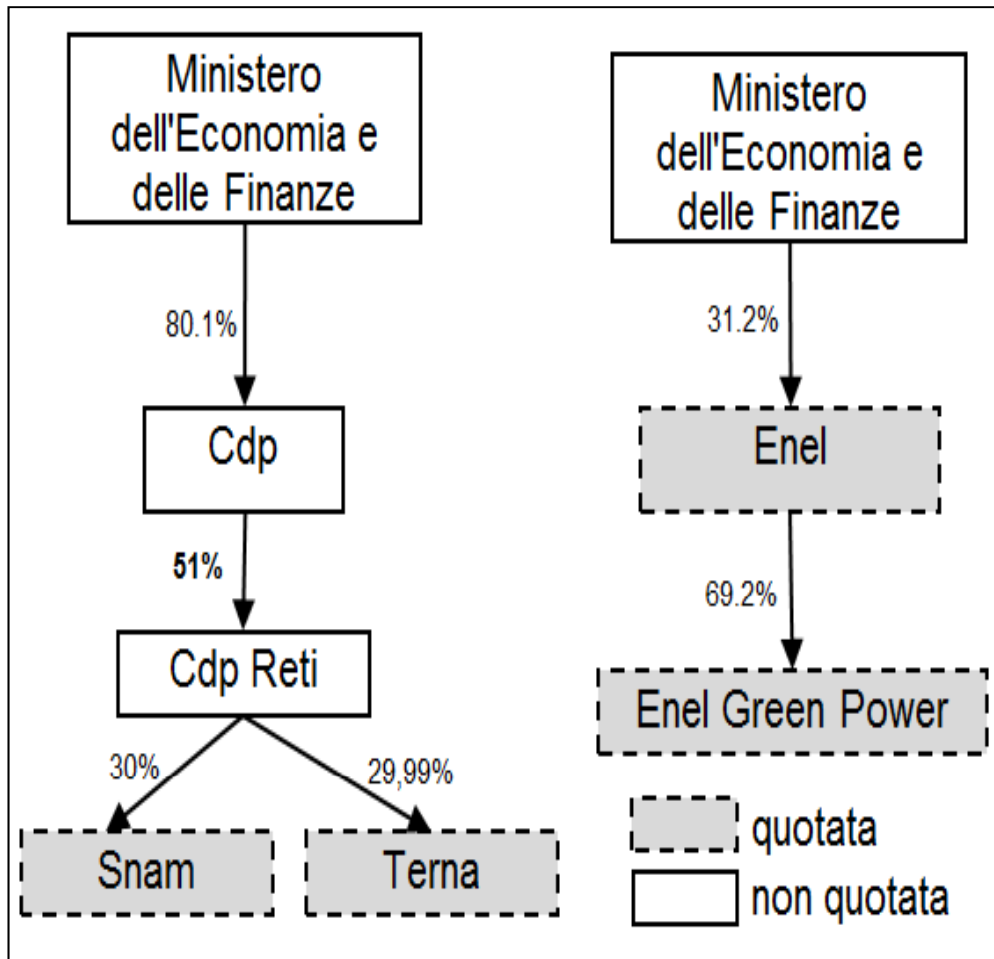 Ministero
dell'Economia e
delle Finanze
80.1%
Cdp
51%
Cdp Reti
30%
29,99%
Snam
Terna
Ministero
dell'Economia e
delle Finanze
31.2%
Enel
69.2%
Enel Green Power
quotata
non quotata